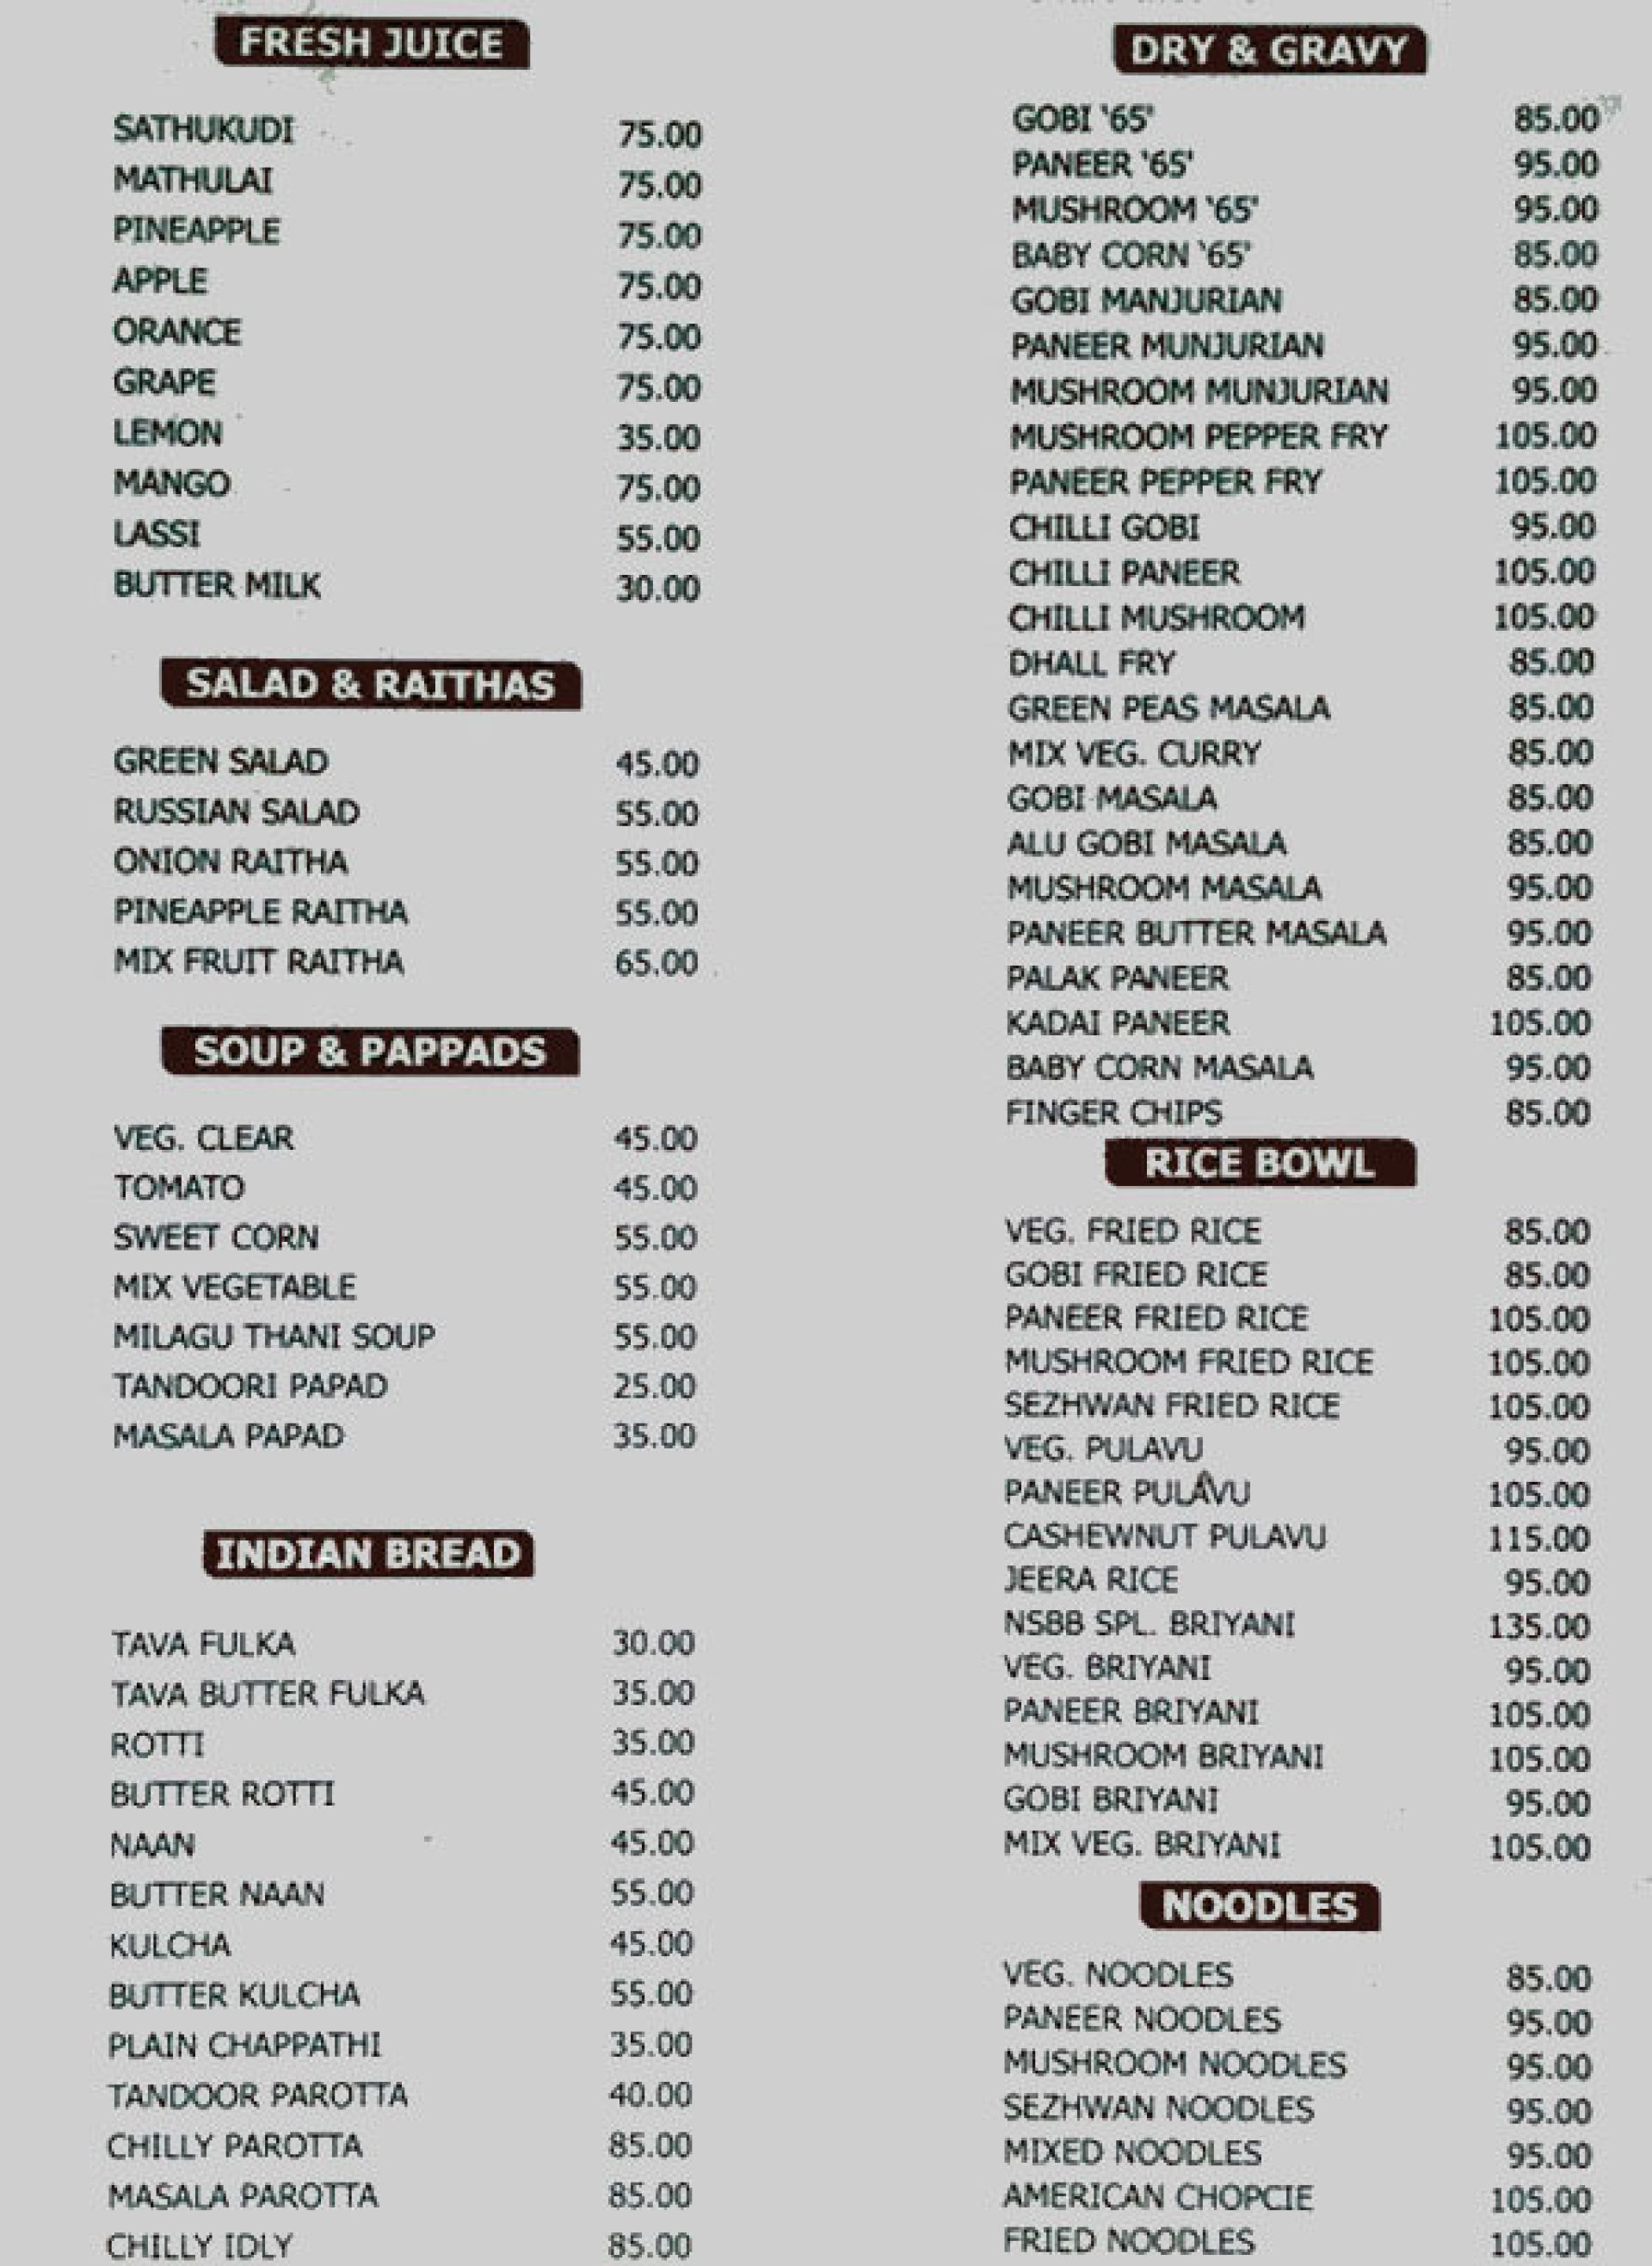 FRESH JUICE
SATHUKUDI 75.00
MATHULAI 75.00
PINEAPPLE 75.00
APPLE 75.00
ORANCE 75.00
GRAPE 75.00
LEMON 35.00
MANGO 75.00
LASSI 55.00
BUTTER MILK 30.00
SALAD & RAITHAS
GREEN SALAD 45.00
RUSSIAN SALAD 55.00
ONION RAITHA 55.00
PINEAPPLE RAITHA 55.00
MIX FRUIT RAITHA 65.00
SOUP & PAPPADS
VEG. CLEAR 45.00
TOMATO 45.00
SWEET CORN 55.00
MIX VEGETABLE 55.00
MILAGU THANI SOUP 55.00
TANDOORI PAPAD 25.00
MASALA PAPAD 35.00
INDIAN BREAD
TAVA FULKA 30.00
TAVA BUTTER FULKA 35.00
ROTTI 35.00
BUTTER ROTTI 45.00
NAAN 45.00
BUTTER NAAN 55.00
KULCHA 45.00
BUTTER KULCHA 55.00
PLAIN CHAPPATHI 35.00
TANDOOR PAROTTA 40.00
CHILLY PAROTTA 85.00
MASALA PAROTTA 85.00
CHILLY IDLY 85.00
DRY & GRAVY
GOBI '65' 85.00
PANEER '65' 95.00
MUSHROOM '65' 95.00
BABY CORN '65' 85.00
GOBI MANJURIAN 85.00
PANEER MUNJURIAN 95.00
MUSHROOM MUNJURIAN 95.00
MUSHROOM PEPPER FRY 105.00
PANEER PEPPER FRY 105.00
CHILLI GOBI 95.00
CHILLI PANEER 105.00
CHILLI MUSHROOM 105.00
DHALL FRY 85.00
GREEN PEAS MASALA 85.00
MIX VEG. CURRY 85.00
GOBI MASALA 85.00
ALU GOBI MASALA 85.00
MUSHROOM MASALA 95.00
PANEER BUTTER MASALA 95.00
PALAK PANEER 85.00
KADAI PANEER 105.00
BABY CORN MASALA 95.00
FINGER CHIPS 85.00
RICE BOWL
VEG. FRIED RICE 85.00
GOBI FRIED RICE 85.00
PANEER FRIED RICE 105.00
MUSHROOM FRIED RICE 105.00
SEZHWAN FRIED RICE 105.00
VEG. PULAVU 95.00
PANEER PULAVU 105.00
CASHEWNUT PULAVU 115.00
JEERA RICE 95.00
NSBB SPL. BRIYANI 135.00
VEG. BRIYANI 95.00
PANEER BRIYANI 105.00
MUSHROOM BRIYANI 105.00
GOBI BRIYANI 95.00
MIX VEG. BRIYANI 105.00
NOODLES
VEG. NOODLES 85.00
PANEER NOODLES 95.00
MUSHROOM NOODLES 95.00
SEZHWAN NOODLES 95.00
MIXED NOODLES 95.00
AMERICAN CHOPCIE 105.00
FRIED NOODLES 105.00